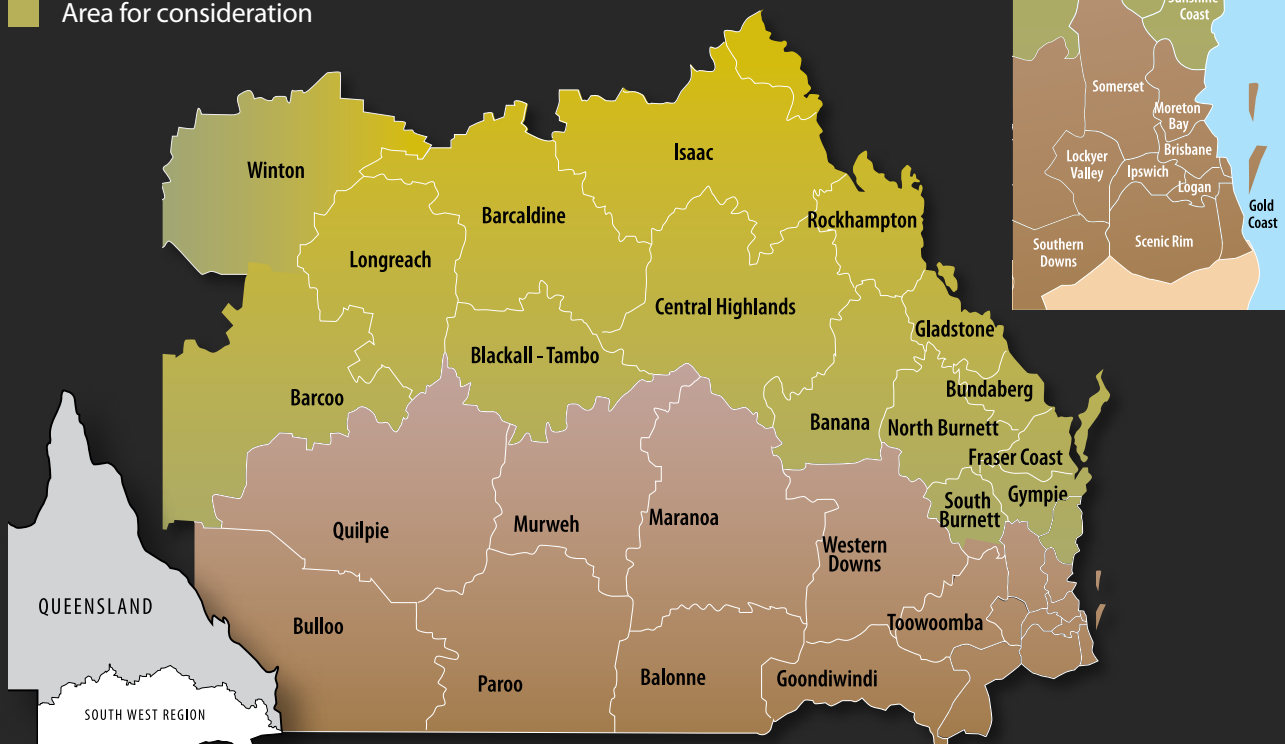 Area for consideration
Sunshine
Coast
Somerset
Moreton
Bay
Brisbane
Lockyer
Valley
Ipswich
Logan
Gold
Coast
Southern
Downs
Scenic Rim
Winton
Isaac
Barcaldine
Rockhampton
Longreach
Central Highlands
Gladstone
Blackall - Tambo
Bundaberg
Barcoo
Banana
North Burnett
Fraser Coast
Gympie
South
Burnett
Quilpie
Murweh
Maranoa
Western
Downs
Bulloo
Toowoomba
Paroo
Balonne
Goondiwindi
QUEENSLAND
SOUTH WEST REGION